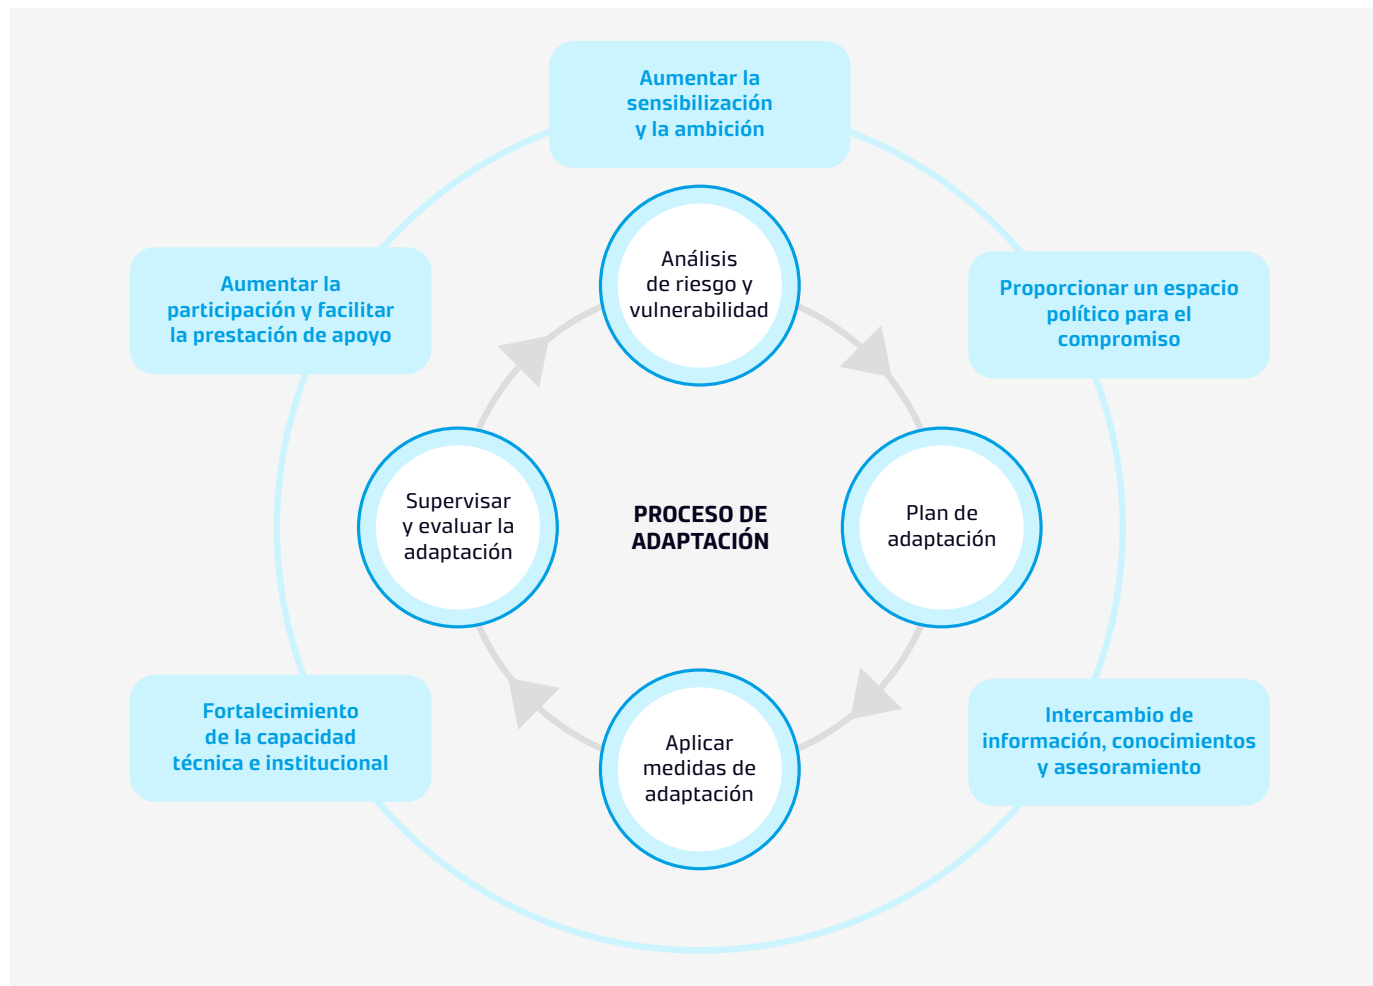 Aumentar la
sensibilización
y la ambición
Análisis
de riesgo y
vulnerabilidad
Aumentar la
participación y facilitar
la prestación de apoyo
Proporcionar un espacio
político para el
compromiso
Supervisar
y evaluar la
adaptación
PROCESO DE
ADAPTACIÓN
Plan de
adaptación
Fortalecimiento
de la capacidad
técnica e institucional
Aplicar
medidas de
adaptación
Intercambio de
información, conocimientos
y asesoramiento